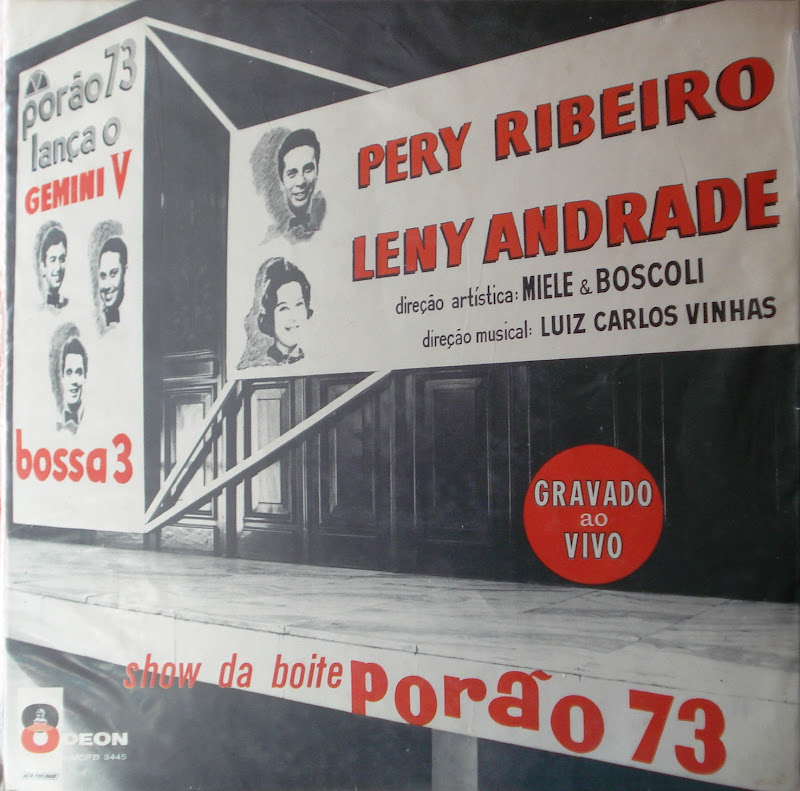 porão 73
lança o
GEMINI V
bossa 3
PERY RIBEIRO
LENY ANDRADE
direção artística: MIELE & BOSCOLI
direção musical: LUIZ CARLOS VINHAS
GRAVADO
ao
VIVO
show da boite porão 73
ODEON
MOFB 3445